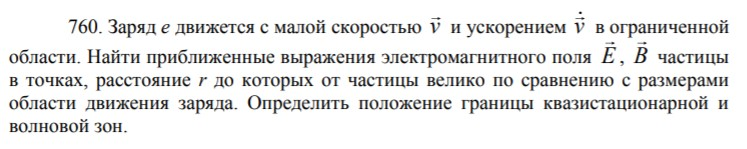 760. Заряд e движется с малой скоростью v⃗ и ускорением v̇⃗ в ограниченной
области. Найти приближенные выражения электромагнитного поля E⃗, B⃗ частицы
в точках, расстояние r до которых от частицы велико по сравнению с размерами
области движения заряда. Определить положение границы квазистационарной и
волновой зон.